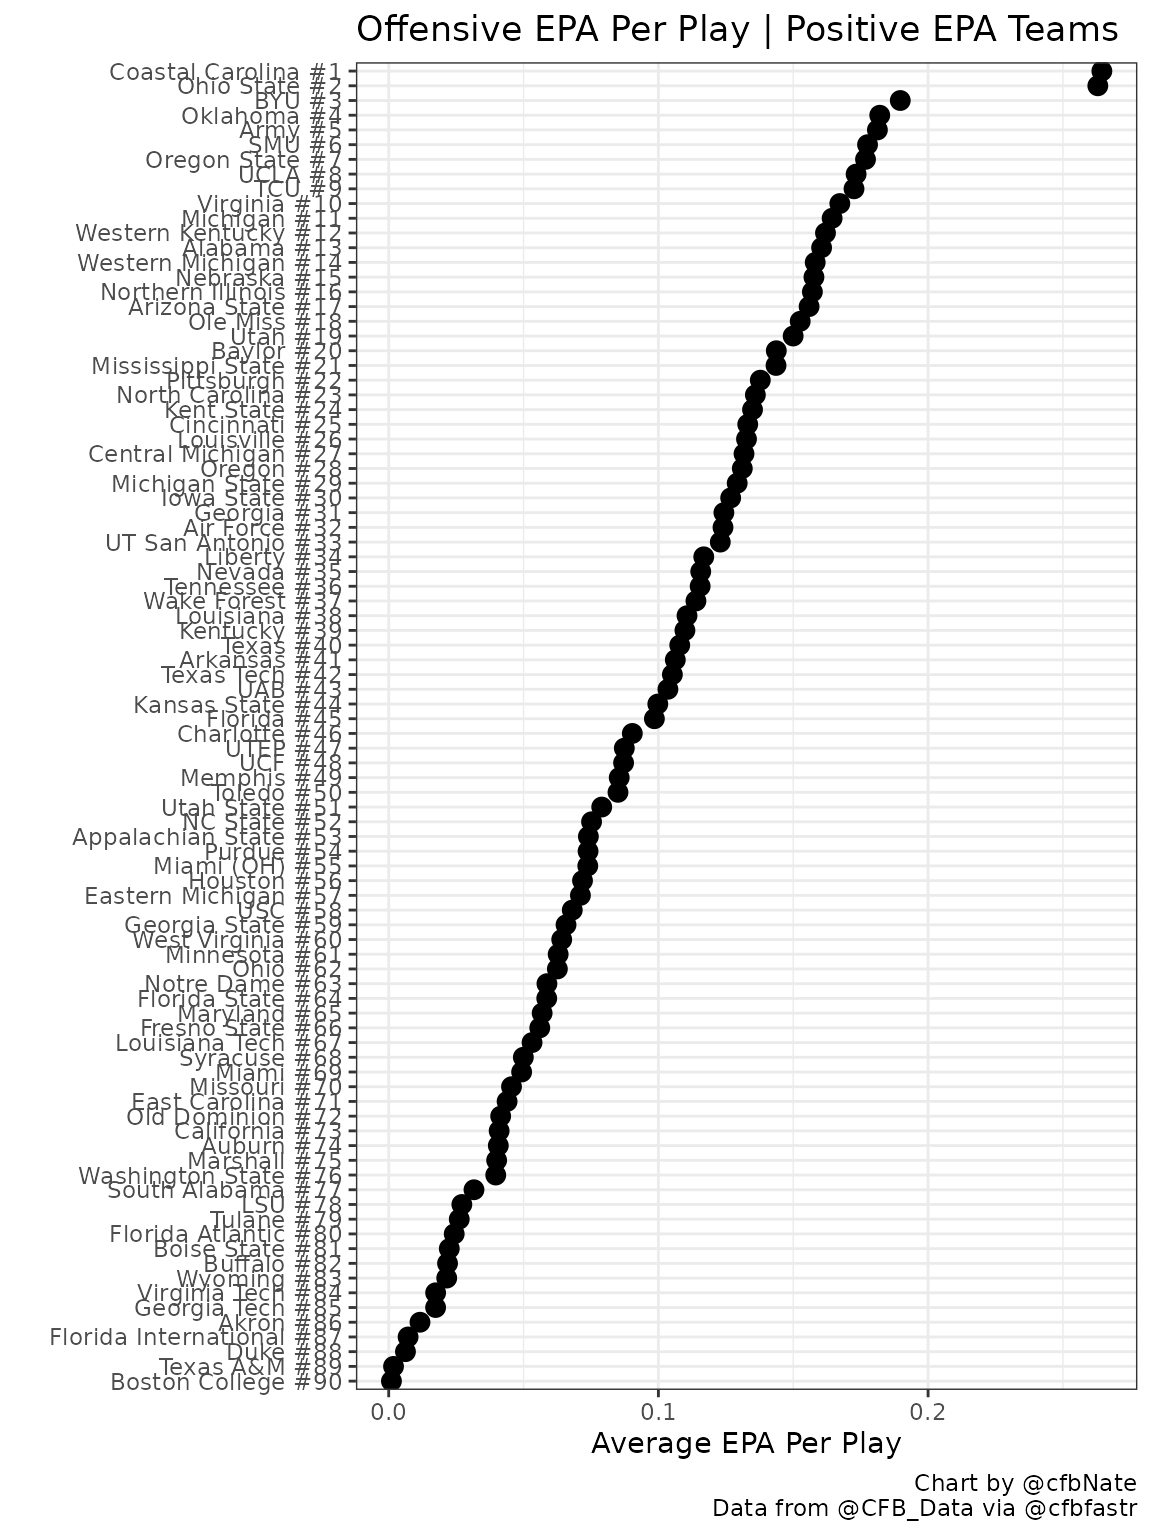 Offensive EPA Per Play | Positive EPA Teams
Coastal Carolina #1
Ohio State #2
BYU #3
Oklahoma #4
Army #5
SMU #6
Oregon State #7
UCLA #8
TCU #9
Virginia #10
Michigan #11
Western Kentucky #12
Alabama #13
Western Michigan #14
Nebraska #15
Northern Illinois #16
Arizona State #17
Ole Miss #18
Utah #19
Baylor #20
Mississippi State #21
Pittsburgh #22
North Carolina #23
Kent State #24
Cincinnati #25
Louisville #26
Central Michigan #27
Oregon #28
Michigan State #29
Iowa State #30
Georgia #31
Air Force #32
UT San Antonio #33
Liberty #34
Nevada #35
Tennessee #36
Wake Forest #37
Louisiana #38
Kentucky #39
Texas #40
Arkansas #41
Texas Tech #42
UAB #43
Kansas State #44
Florida #45
Charlotte #46
UTEP #47
UCF #48
Memphis #49
Toledo #50
Utah State #51
NC State #52
Appalachian State #53
Purdue #54
Miami (OH) #55
Houston #56
Eastern Michigan #57
USC #58
Georgia State #59
West Virginia #60
Minnesota #61
Ohio #62
Notre Dame #63
Florida State #64
Maryland #65
Fresno State #66
Louisiana Tech #67
Syracuse #68
Miami #69
Missouri #70
East Carolina #71
Old Dominion #72
California #73
Auburn #74
Marshall #75
Washington State #76
South Alabama #77
LSU #78
Tulane #79
Florida Atlantic #80
Boise State #81
Buffalo #82
Wyoming #83
Virginia Tech #84
Georgia Tech #85
Akron #86
Florida International #87
Duke #88
Texas A&M #89
Boston College #90
0.0 0.1 0.2
Average EPA Per Play
Chart by @cfbNate
Data from @CFB_Data via @cfbfastr